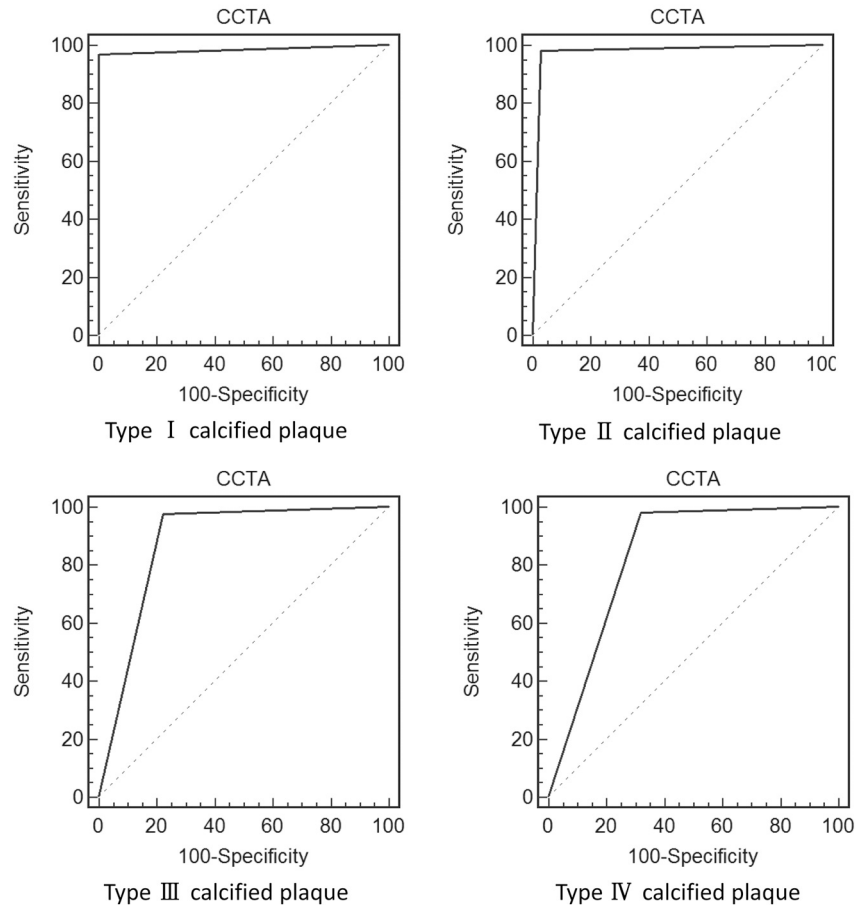 CCTA
100
80
60
40
20
0
Sensitivity
0 20 40 60 80 100
100-Specificity
Type Ⅰ calcified plaque
CCTA
100
80
60
40
20
0
Sensitivity
0 20 40 60 80 100
100-Specificity
Type Ⅱ calcified plaque
CCTA
100
80
60
40
20
0
Sensitivity
0 20 40 60 80 100
100-Specificity
Type Ⅲ calcified plaque
CCTA
100
80
60
40
20
0
Sensitivity
0 20 40 60 80 100
100-Specificity
Type Ⅳ calcified plaque